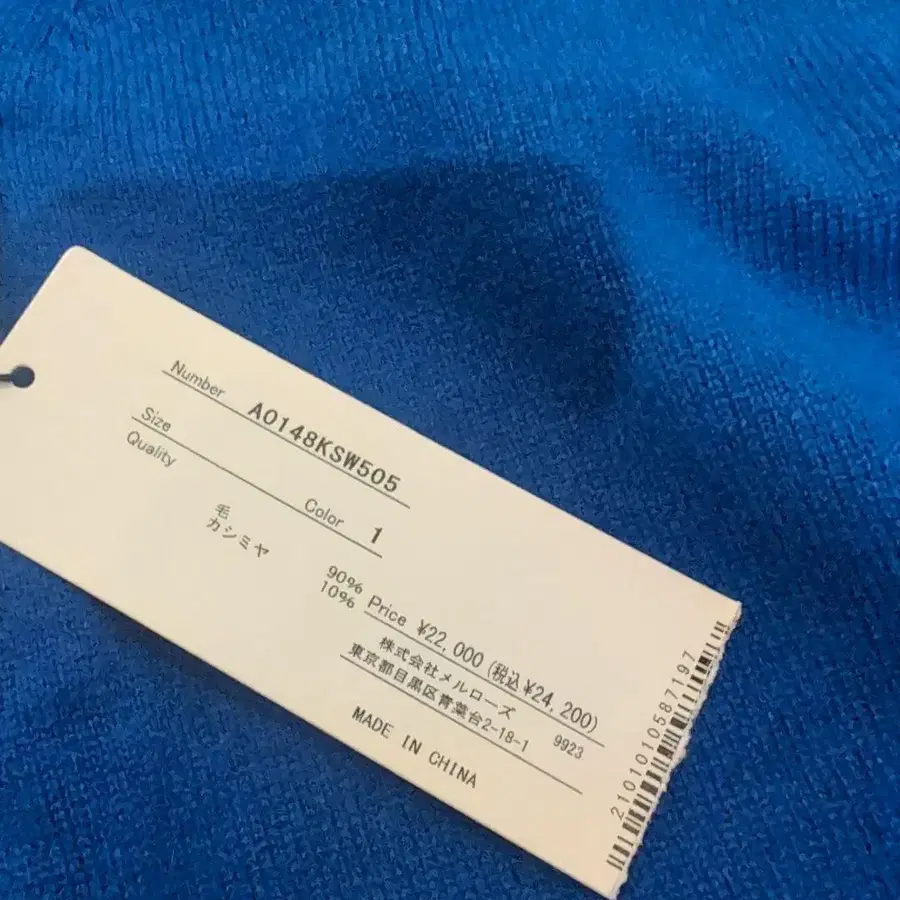 Number A0148KSW505
Size Color 1
Quality
毛 90%
カシミヤ 10%
Price ¥22,000 (税込¥24,200)
株式会社メルローズ
東京都目黒区青葉台2-18-1 9923
MADE IN CHINA
2101010587197